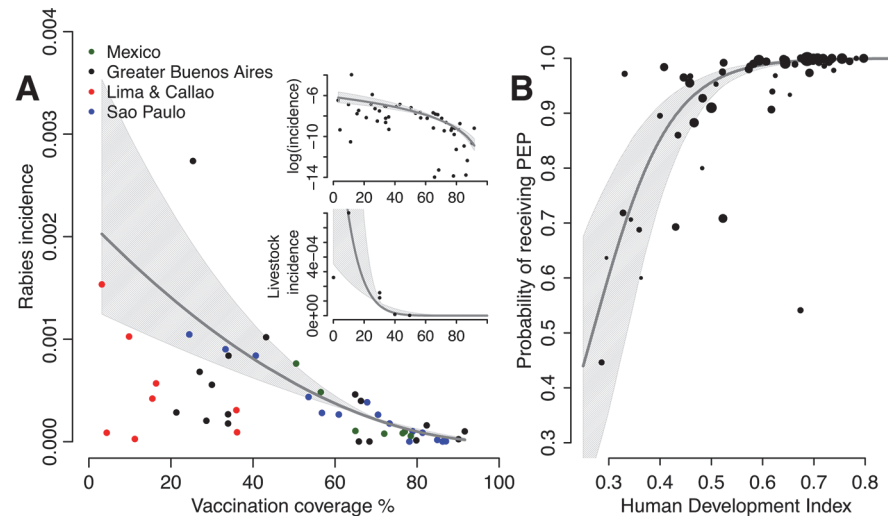 A
Mexico
Greater Buenos Aires
Lima & Callao
Sao Paulo
Rabies incidence
0.004
0.003
0.002
0.001
0.000
0 20 40 60 80 100
Vaccination coverage %
log(incidence)
−6
−10
−14
0 20 40 60 80
Livestock
incidence
4e−04
0e+00
0 20 40 60 80
B
Probability of receiving PEP
1.0
0.9
0.8
0.7
0.6
0.5
0.4
0.3
0.3 0.4 0.5 0.6 0.7 0.8
Human Development Index